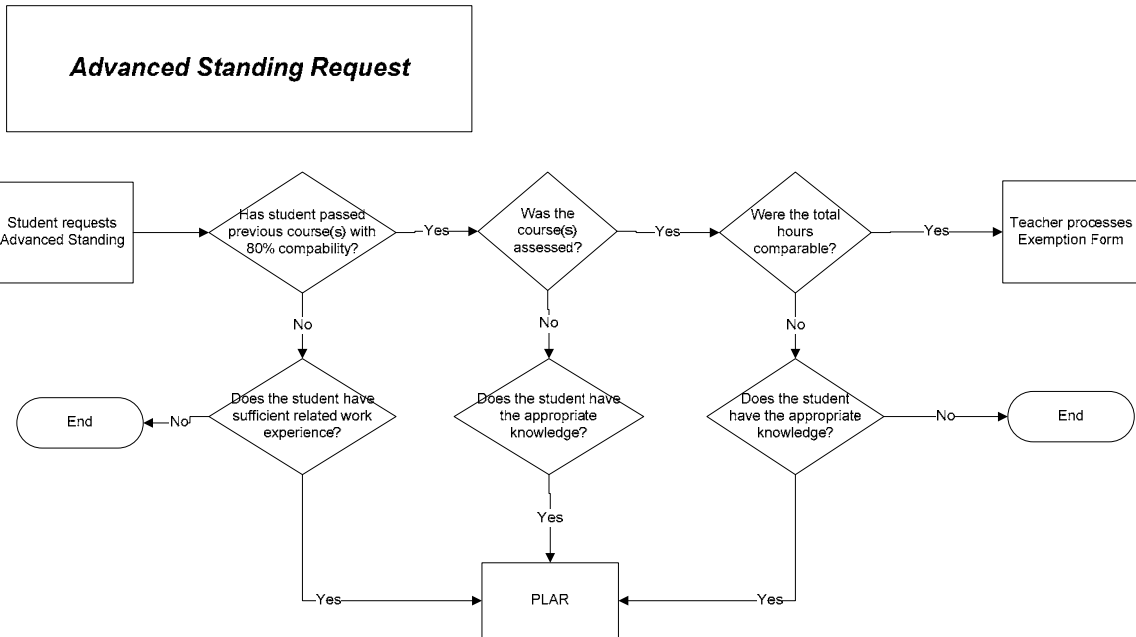 Advanced Standing Request
Student requests
Advanced Standing
Has student passed
previous course(s) with
80% compability?
Yes
Was the
course(s)
assessed?
Yes
Were the total
hours
comparable?
Yes
Teacher processes
Exemption Form
No
No
No
End
No
Does the student have
sufficient related work
experience?
Does the student have
the appropriate
knowledge?
Does the student
have the appropriate
knowledge?
No
End
Yes
Yes
PLAR
Yes